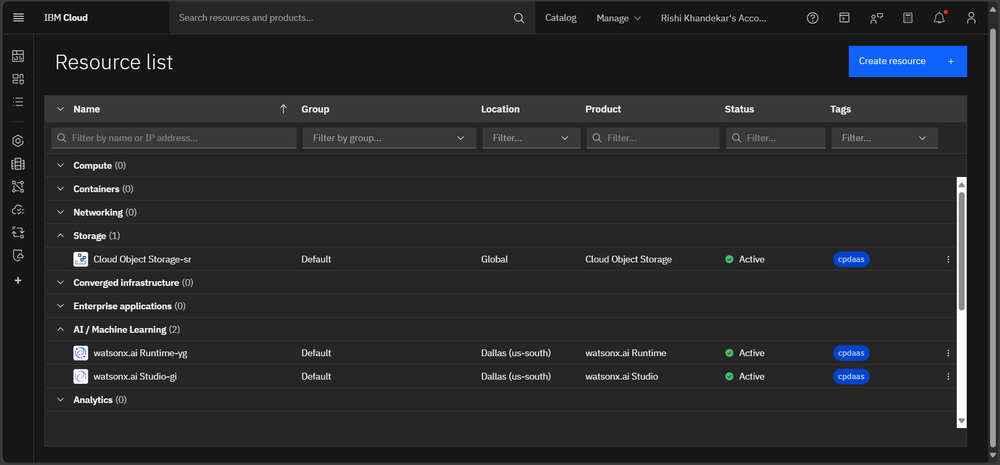 IBM Cloud
Search resources and products...
Catalog
Manage
Rishi Khandekar's Acco...
Resource list
Create resource +
Name Group Location Product Status Tags
Filter by name or IP address... Filter by group... Filter... Filter... Filter... Filter...
Compute (0)
Containers (0)
Networking (0)
Storage (1)
Cloud Object Storage-sr Default Global Cloud Object Storage Active cpdaas
Converged infrastructure (0)
Enterprise applications (0)
AI / Machine Learning (2)
watsonx.ai Runtime-yg Default Dallas (us-south) watsonx.ai Runtime Active cpdaas
watsonx.ai Studio-gi Default Dallas (us-south) watsonx.ai Studio Active cpdaas
Analytics (0)